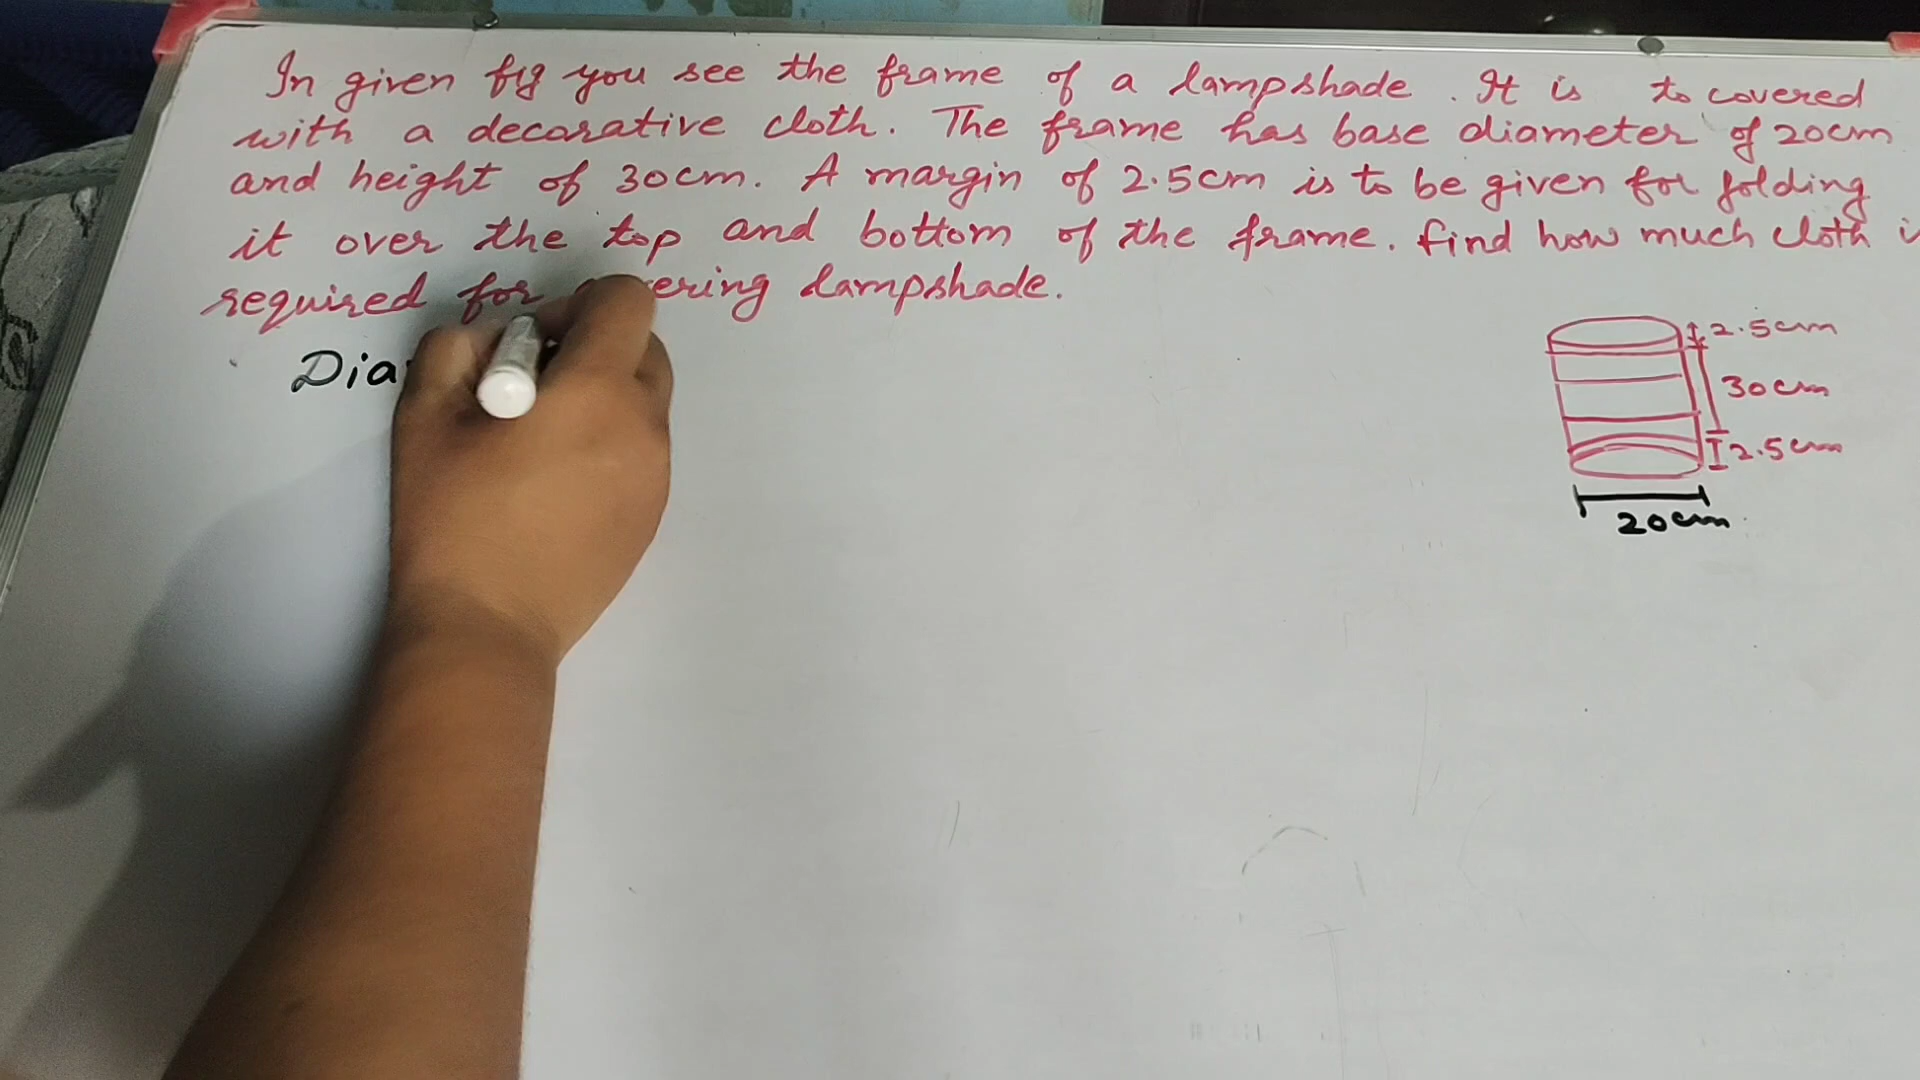 In given fig you see the frame of a lampshade. It is to covered
with a decorative cloth. The frame has base diameter of 20cm
and height of 30cm. A margin of 2.5cm is to be given for folding
it over the top and bottom of the frame. find how much cloth
required for lampshade.
2.5cm
Dia
30cm
2.5cm
20cm